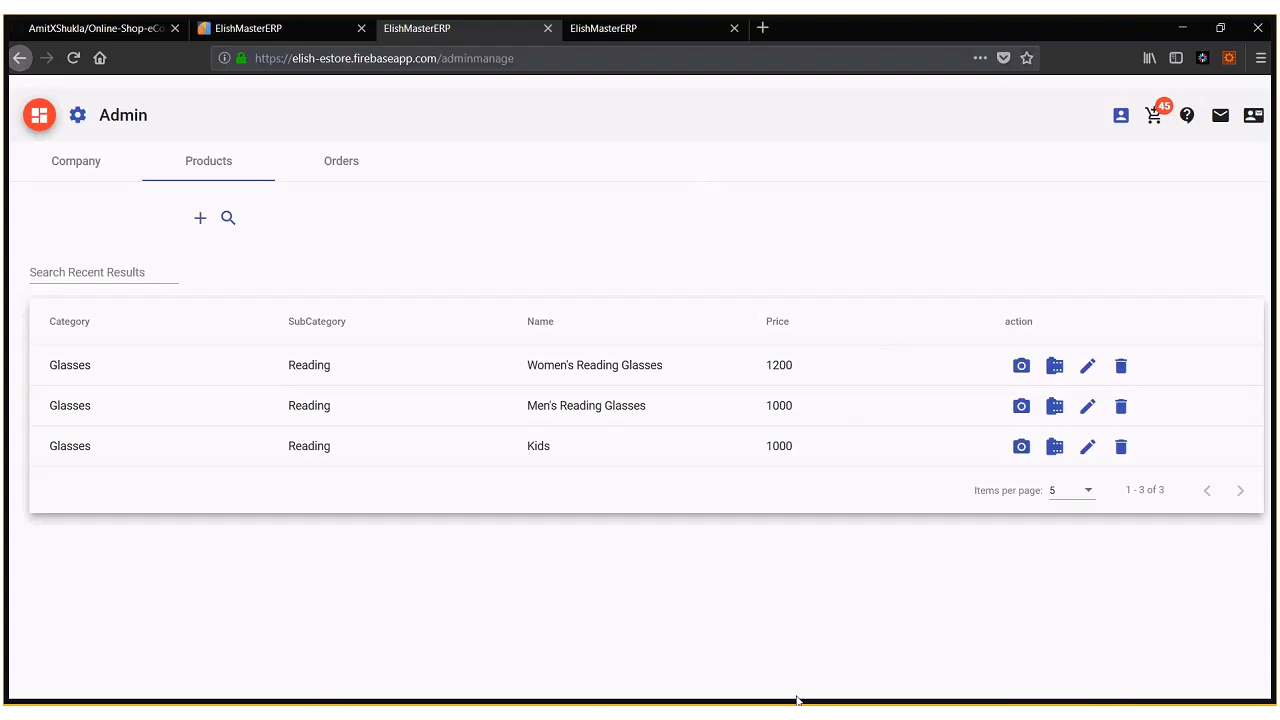 AmitXShukla/Online-Shop-eCo
ElishMasterERP
ElishMasterERP
ElishMasterERP
https://elish-estore.firebaseapp.com/adminmanage
Admin
45
Company
Products
Orders
Search Recent Results
Category SubCategory Name Price action
Glasses Reading Women's Reading Glasses 1200
Glasses Reading Men's Reading Glasses 1000
Glasses Reading Kids 1000
Items per page: 5 1 - 3 of 3